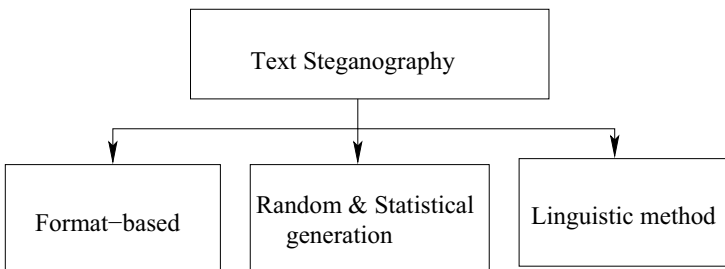 Text Steganography
Format−based
Random & Statistical
generation
Linguistic method